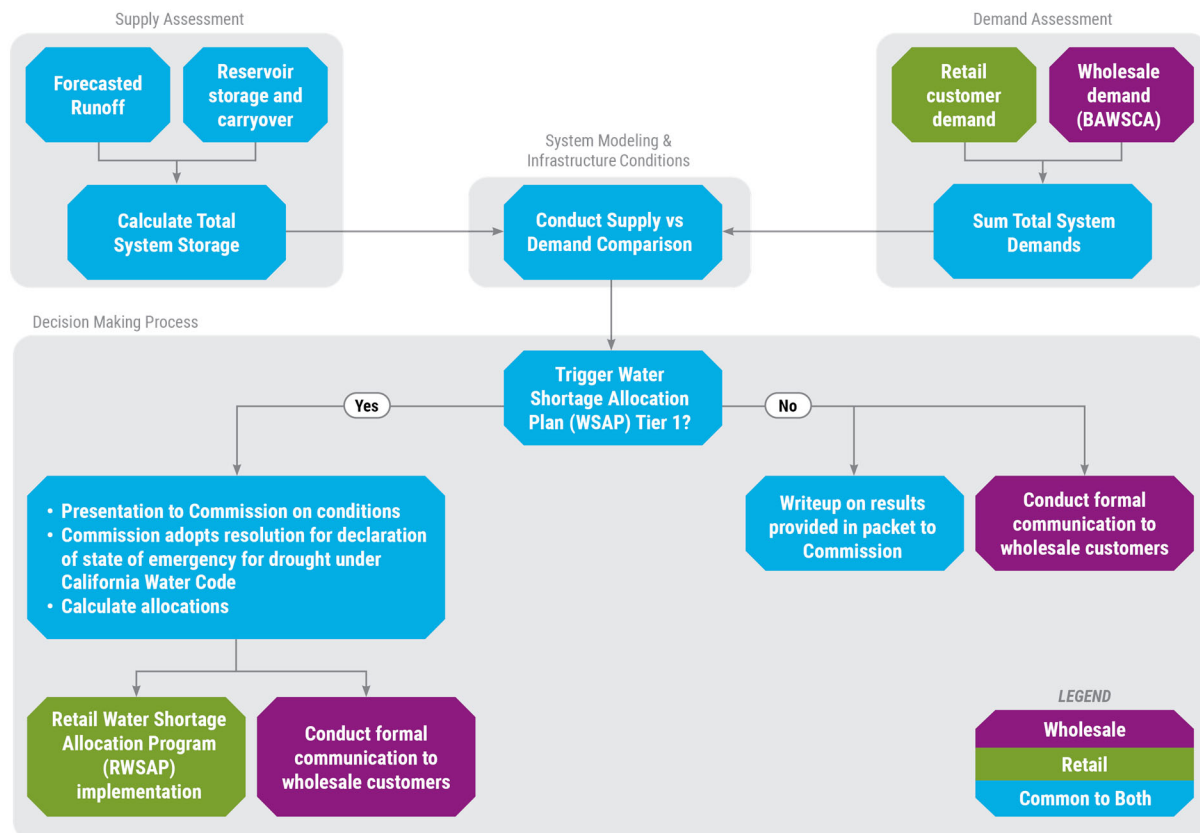 Supply Assessment
Forecasted
Runoff
Reservoir
storage and
carryover
Calculate Total
System Storage
System Modeling &
Infrastructure Conditions
Conduct Supply vs
Demand Comparison
Demand Assessment
Retail
customer
demand
Wholesale
demand
(BAWSCA)
Sum Total System
Demands
Decision Making Process
Trigger Water
Shortage Allocation
Plan (WSAP) Tier 1?
Yes
No
• Presentation to Commission on conditions
• Commission adopts resolution for declaration
of state of emergency for drought under
California Water Code
• Calculate allocations
Writeup on results
provided in packet to
Commission
Conduct formal
communication to
wholesale customers
Retail Water Shortage
Allocation Program
(RWSAP)
implementation
Conduct formal
communication to
wholesale customers
LEGEND
Wholesale
Retail
Common to Both